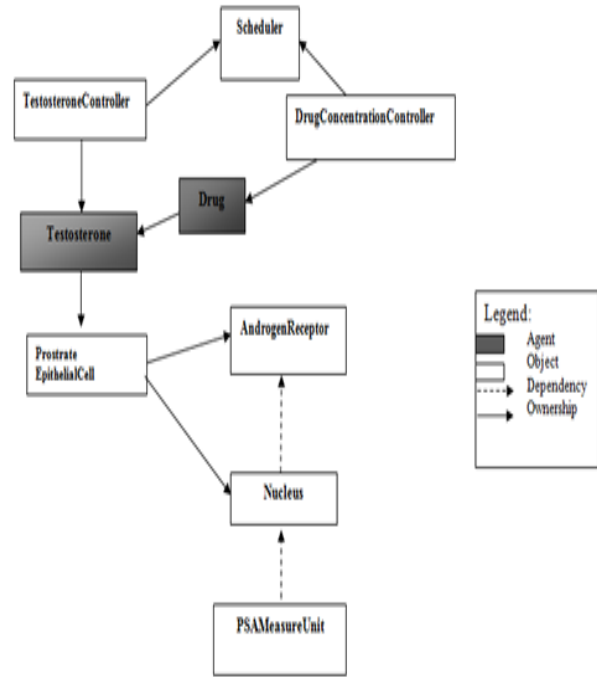 Scheduler
TestosteroneController
DrugConcentrationController
Drug
Testosterone
AndrogenReceptor
Prostrate
EpithelialCell
Nucleus
PSAMeasureUnit
Legend:
Agent
Object
Dependency
Ownership